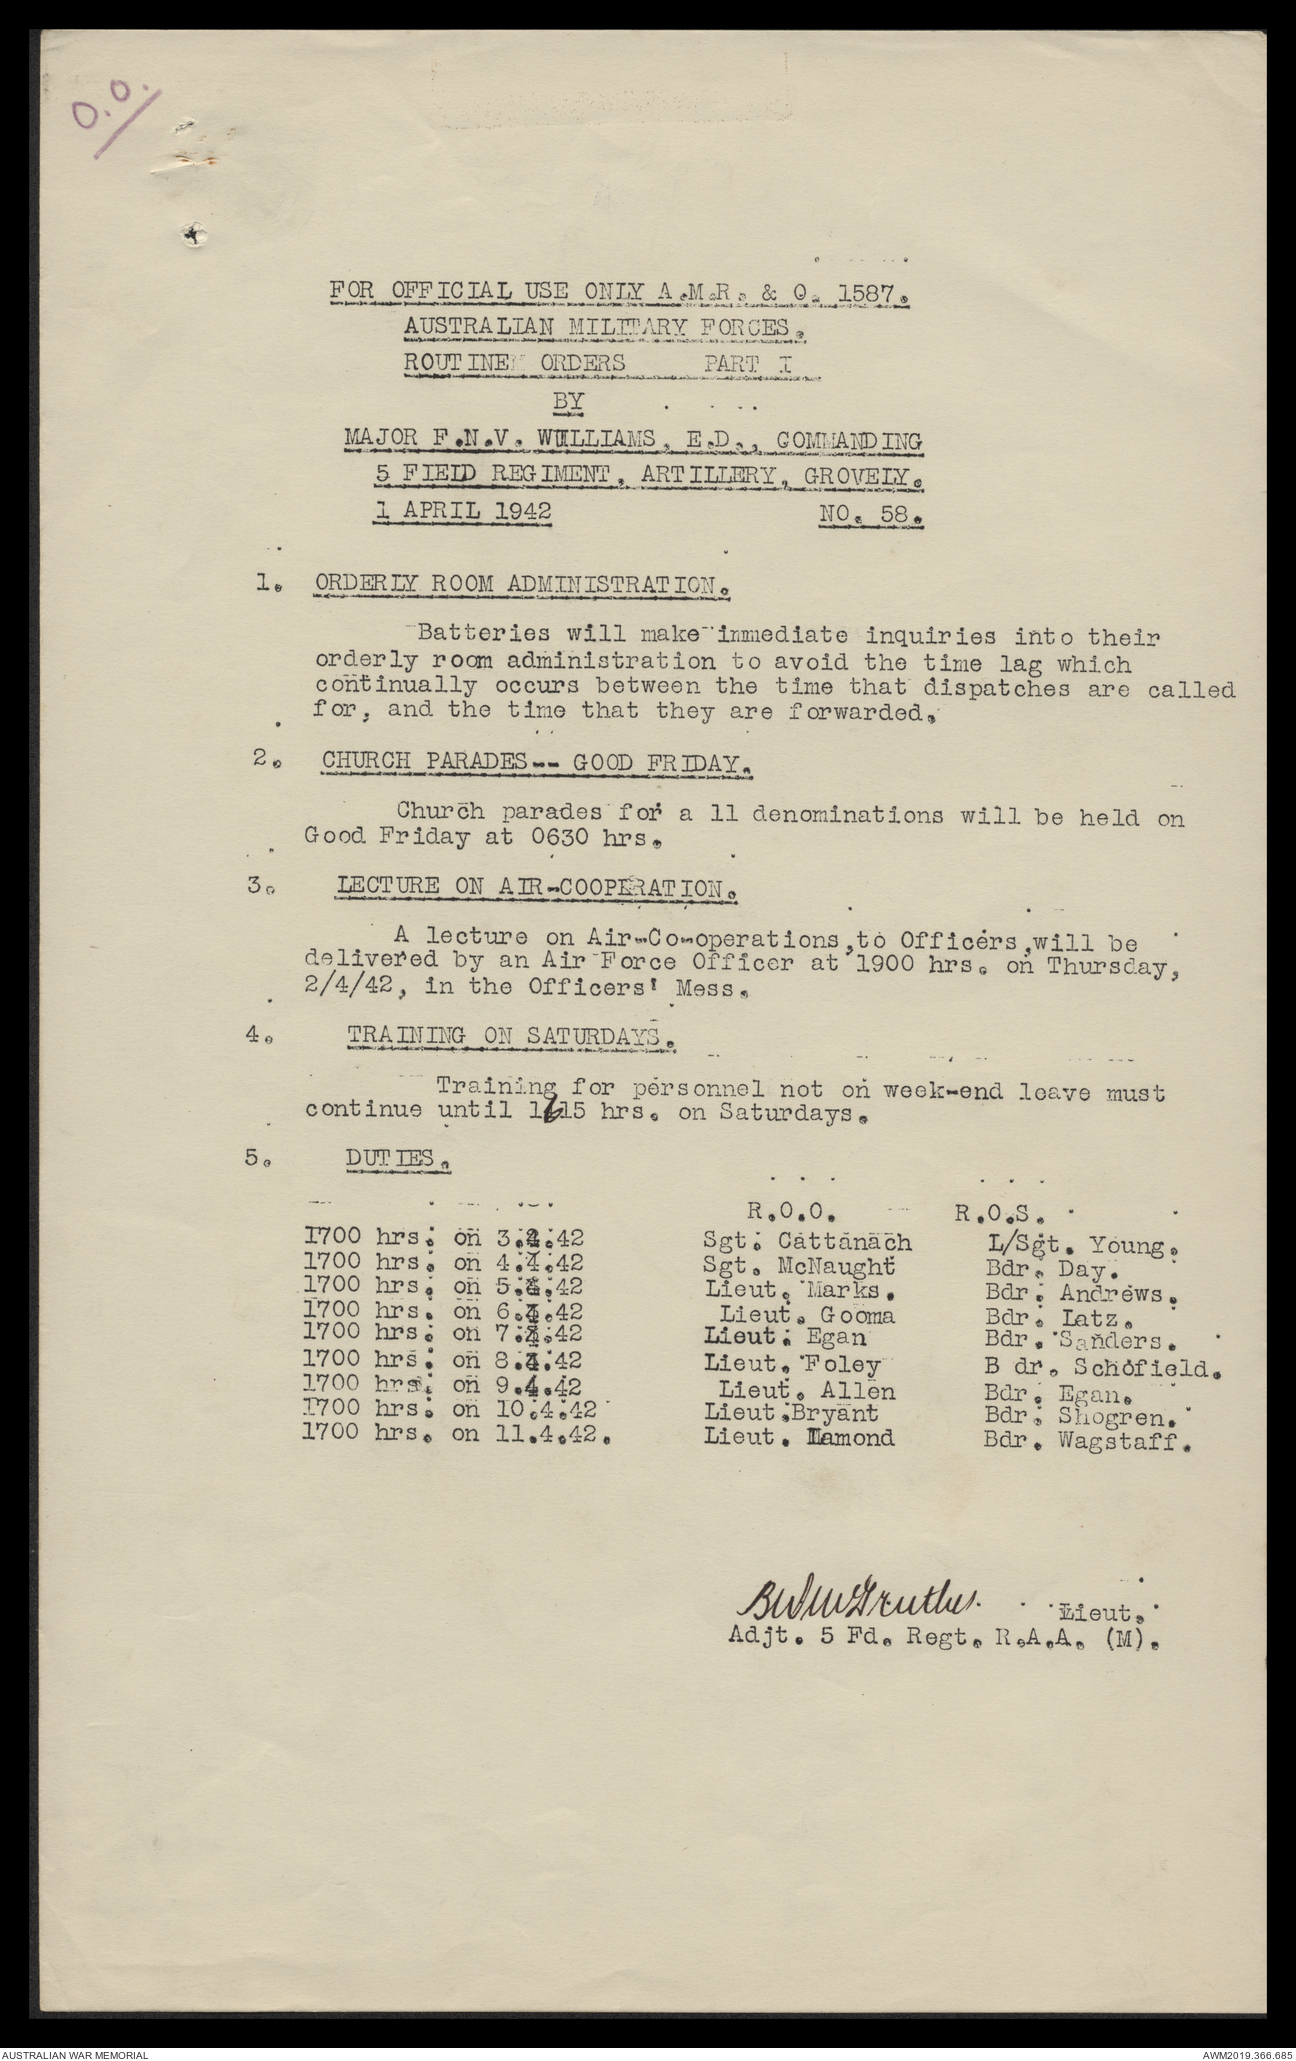 O.O.
FOR OFFICIAL USE ONLY A.M.R. & O. 1587.
AUSTRALIAN MILITARY FORCES.
ROUTINE ORDERS PART I
BY
MAJOR F.N.V. WILLIAMS, E.D., COMMANDING
5 FIELD REGIMENT, ARTILLERY, GROVELY.
1 APRIL 1942 NO. 58.
1. ORDERLY ROOM ADMINISTRATION.
Batteries will make immediate inquiries into their
orderly room administration to avoid the time lag which
continually occurs between the time that dispatches are called
for, and the time that they are forwarded.
2. CHURCH PARADES-- GOOD FRIDAY.
Church parades for a ll denominations will be held on
Good Friday at 0630 hrs.
3. LECTURE ON AIR-COOPERATION.
A lecture on Air-Co-operations,to Officers,will be
delivered by an Air Force Officer at 1900 hrs. on Thursday,
2/4/42, in the Officers' Mess.
4. TRAINING ON SATURDAYS.
Training for personnel not on week-end leave must
continue until 1615 hrs. on Saturdays.
5. DUTIES.
R.O.O. R.O.S.
1700 hrs. on 3.4.42 Sgt. Cattanach L/Sgt. Young.
1700 hrs. on 4.4.42 Sgt. McNaught Bdr. Day.
1700 hrs. on 5.4.42 Lieut. Marks. Bdr. Andrews.
1700 hrs. on 6.4.42 Lieut. Gooma Bdr. Latz.
1700 hrs. on 7.4.42 Lieut. Egan Bdr. Sanders.
1700 hrs. on 8.4.42 Lieut. Foley B dr. Schofield.
1700 hrs. on 9.4.42 Lieut. Allen Bdr. Egan.
1700 hrs. on 10.4.42 Lieut.Bryant Bdr. Shogren.
1700 hrs. on 11.4.42. Lieut. Lamond Bdr. Wagstaff.
Lieut.
Adjt. 5 Fd. Regt. R.A.A. (M).
AUSTRALIAN WAR MEMORIAL AWM2019.366.685